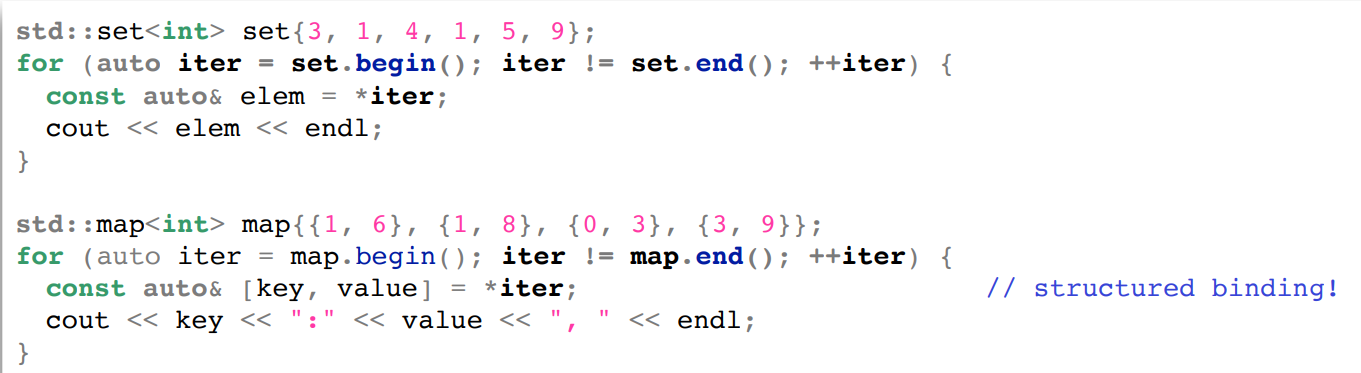 std::set<int> set{3, 1, 4, 1, 5, 9};
for (auto iter = set.begin(); iter != set.end(); ++iter) {
  const auto& elem = *iter;
  cout << elem << endl;
}

std::map<int> map{{1, 6}, {1, 8}, {0, 3}, {3, 9}};
for (auto iter = map.begin(); iter != map.end(); ++iter) {
  const auto& [key, value] = *iter; // structured binding!
  cout << key << ":" << value << ", " << endl;
}